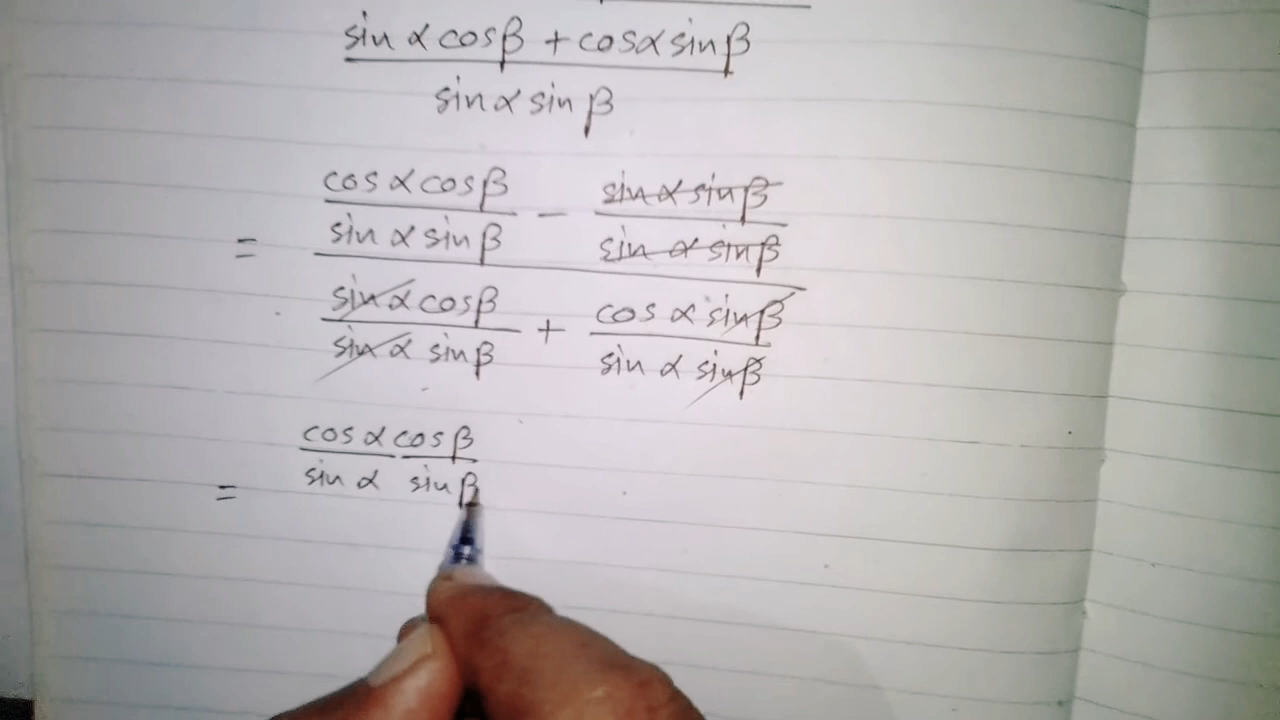 sin α cos β + cos α sin β
sin α sin β
cos α cos β − sin α sin β
sin α sin β sin α sin β
=
sin α cos β + cos α sin β
sin α sin β sin α sin β
cos α cos β
sin α sin β
=